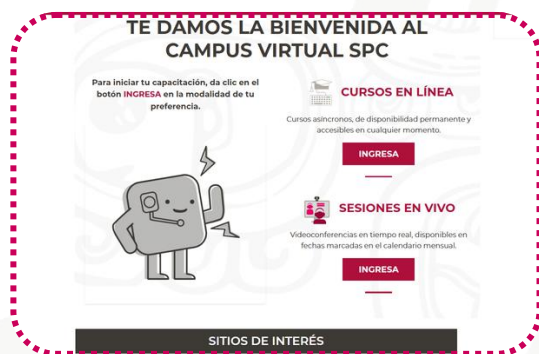 TE DAMOS LA BIENVENIDA AL
CAMPUS VIRTUAL SPC
Para iniciar tu capacitación, da clic en el
botón INGRESA en la modalidad de tu
preferencia.
CURSOS EN LÍNEA
Cursos asíncronos, de disponibilidad permanente y
accesibles en cualquier momento.
INGRESA
SESIONES EN VIVO
Videoconferencias en tiempo real, disponibles en
fechas marcadas en el calendario mensual.
INGRESA
SITIOS DE INTERÉS